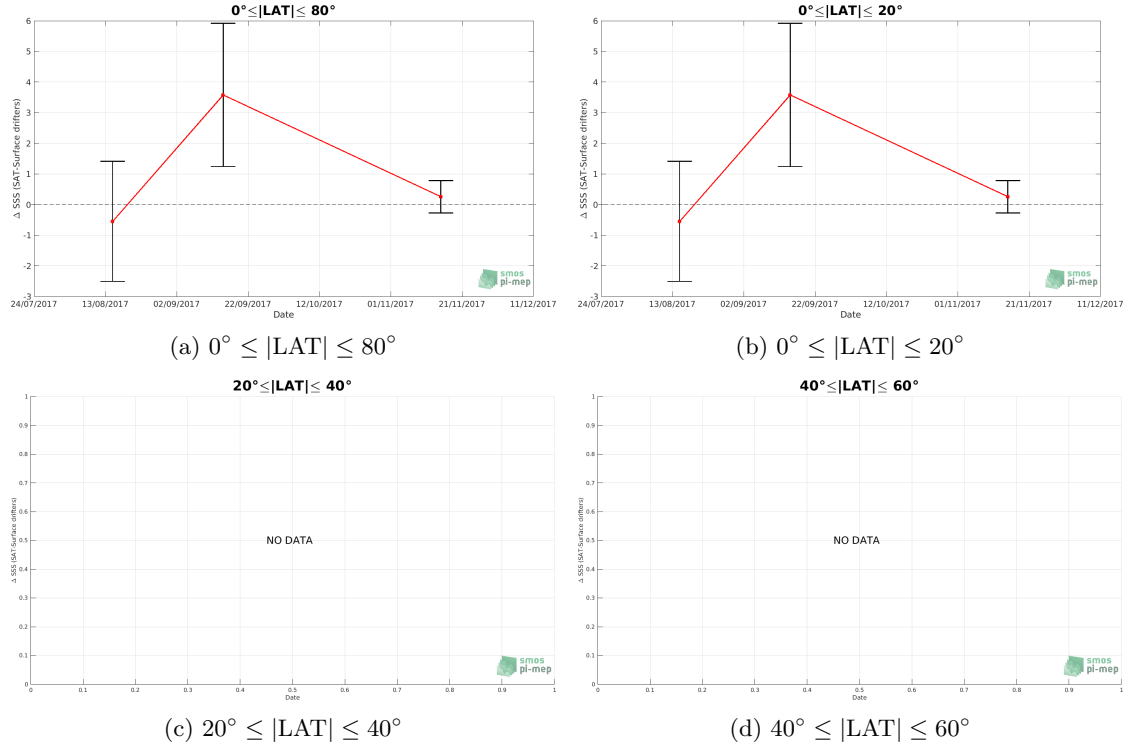 0°≤|LAT|≤ 80°
6
5
4
3
2
1
0
-1
-2
-3
Δ SSS (SAT-Surface drifters)
24/07/2017 13/08/2017 02/09/2017 22/09/2017 12/10/2017 01/11/2017 21/11/2017 11/12/2017
Date
smos
pi-mep
(a) 0° ≤ |LAT| ≤ 80°
0°≤|LAT|≤ 20°
6
5
4
3
2
1
0
-1
-2
-3
Δ SSS (SAT-Surface drifters)
24/07/2017 13/08/2017 02/09/2017 22/09/2017 12/10/2017 01/11/2017 21/11/2017 11/12/2017
Date
smos
pi-mep
(b) 0° ≤ |LAT| ≤ 20°
20°≤|LAT|≤ 40°
1
0.9
0.8
0.7
0.6
0.5
0.4
0.3
0.2
0.1
0
Δ SSS (SAT-Surface drifters)
NO DATA
0 0.1 0.2 0.3 0.4 0.5 0.6 0.7 0.8 0.9 1
Date
smos
pi-mep
(c) 20° ≤ |LAT| ≤ 40°
40°≤|LAT|≤ 60°
1
0.9
0.8
0.7
0.6
0.5
0.4
0.3
0.2
0.1
0
Δ SSS (SAT-Surface drifters)
NO DATA
0 0.1 0.2 0.3 0.4 0.5 0.6 0.7 0.8 0.9 1
Date
smos
pi-mep
(d) 40° ≤ |LAT| ≤ 60°